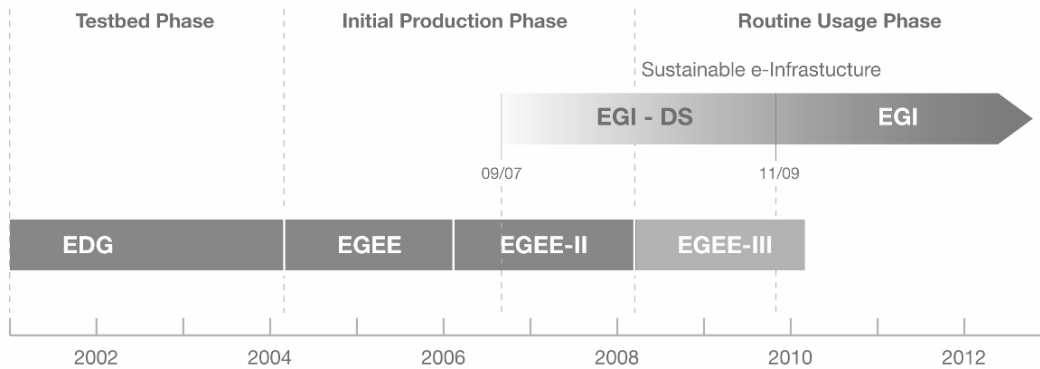 Testbed Phase
Initial Production Phase
Routine Usage Phase
Sustainable e-Infrastucture
EGI - DS
EGI
09/07
11/09
EDG
EGEE
EGEE-II
EGEE-III
2002
2004
2006
2008
2010
2012